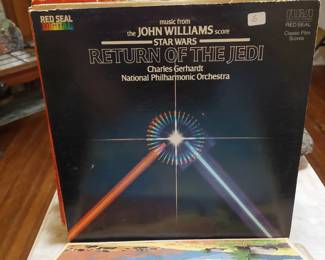 RED SEAL
DIGITAL
music from
the JOHN WILLIAMS score
STAR WARS
RETURN OF THE JEDI
Charles Gerhardt
National Philharmonic Orchestra
RCA
RED SEAL
Classic Film
Scores